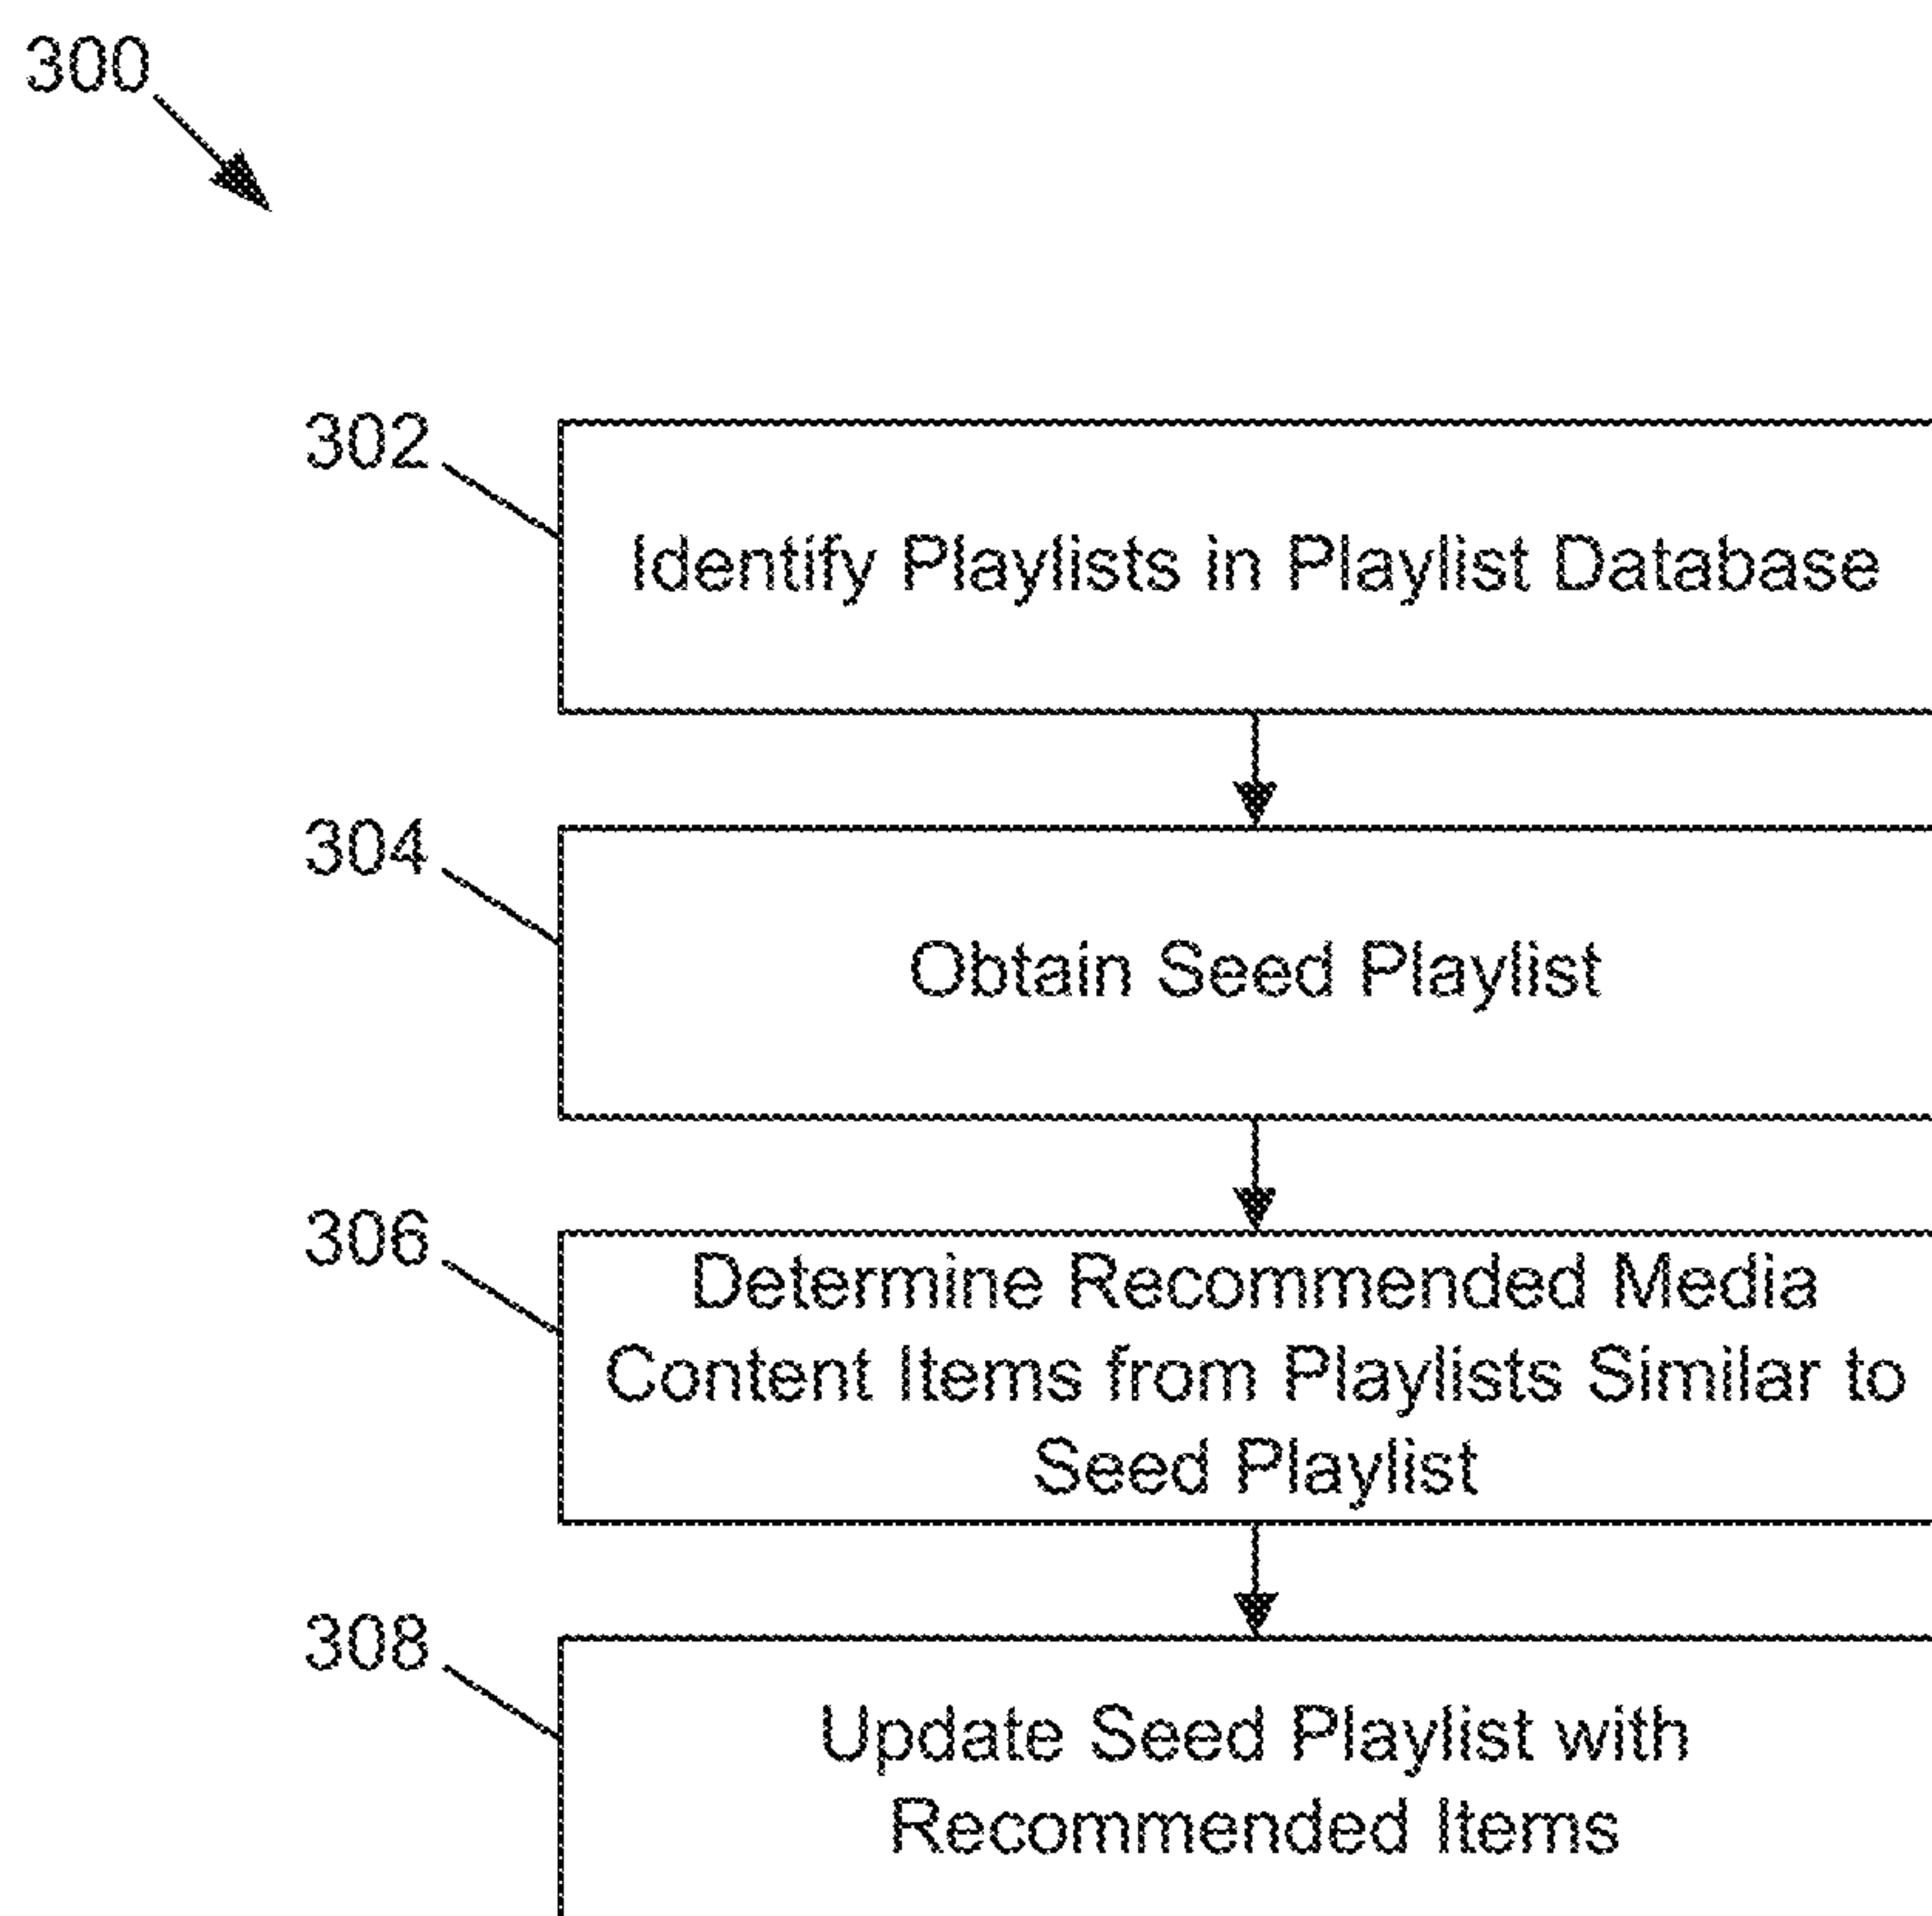 300
302
Identify Playlists in Playlist Database
304
Obtain Seed Playlist
306
Determine Recommended Media
Content Items from Playlists Similar to
Seed Playlist
308
Update Seed Playlist with
Recommended Items